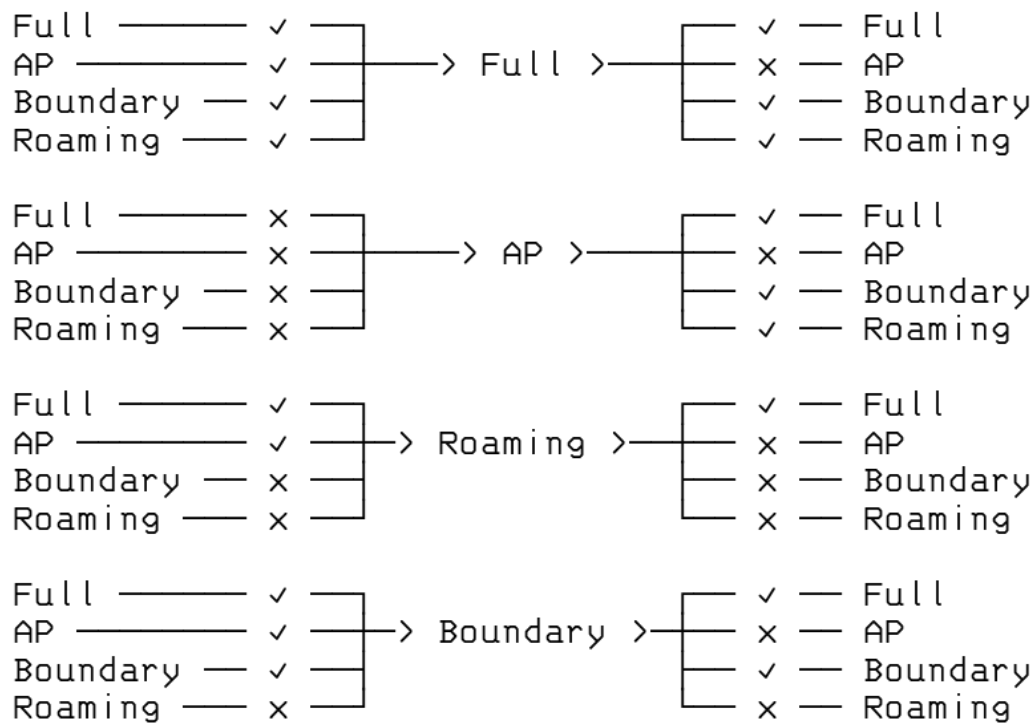 Full ✓ > Full > ✓ Full
AP ✓ × AP
Boundary ✓ ✓ Boundary
Roaming ✓ ✓ Roaming
Full × ✓ Full
AP × > AP > × AP
Boundary × ✓ Boundary
Roaming × ✓ Roaming
Full ✓ ✓ Full
AP ✓ > Roaming > × AP
Boundary × × Boundary
Roaming × × Roaming
Full ✓ ✓ Full
AP ✓ > Boundary > × AP
Boundary ✓ ✓ Boundary
Roaming × × Roaming